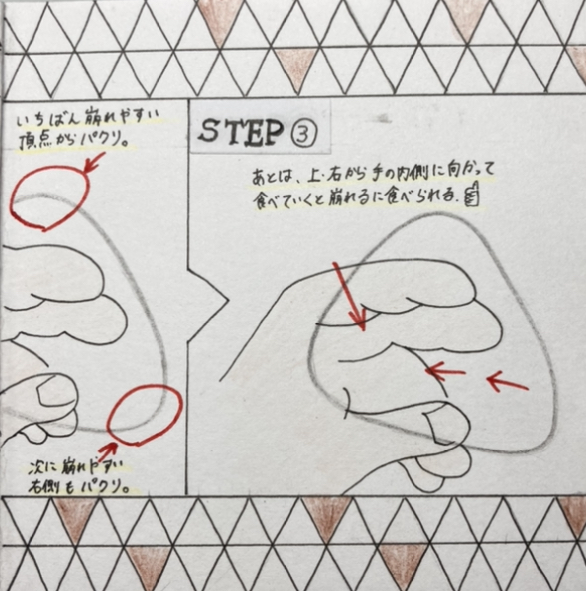 いちばん崩れやすい
頂点からパクリ。
次に崩れやすい
右側もパクリ。
STEP③
あとは、上・右から手の内側に向かって
食べていくと崩れるに食べられる。